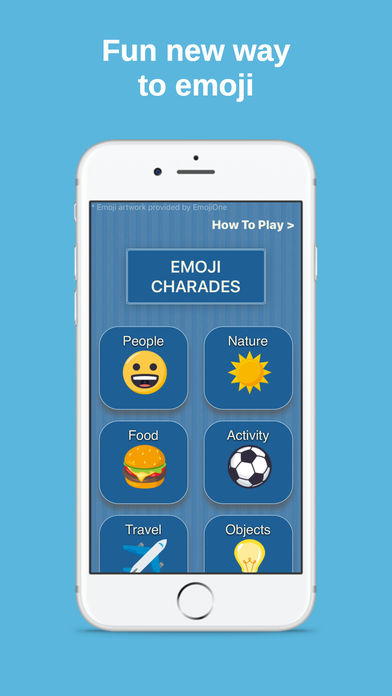 Fun new way
to emoji
* Emoji artwork provided by EmojiOne
How To Play >
EMOJI
CHARADES
People
Nature
Food
Activity
Travel
Objects